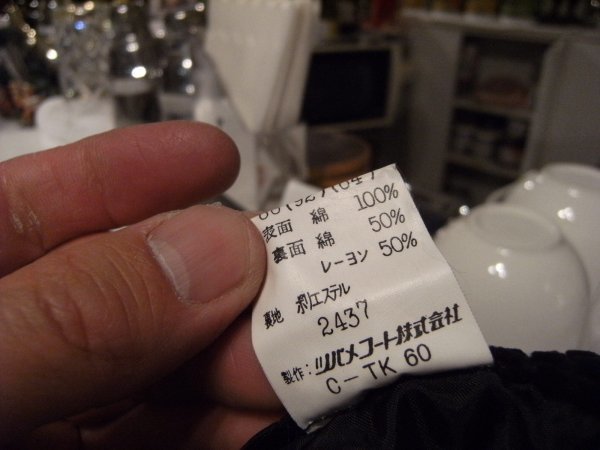 表面 綿 100%
裏面 綿 50%
レーヨン 50%
裏地 ポリエステル
2437
製作：ツバメコート株式会社
C-TK 60